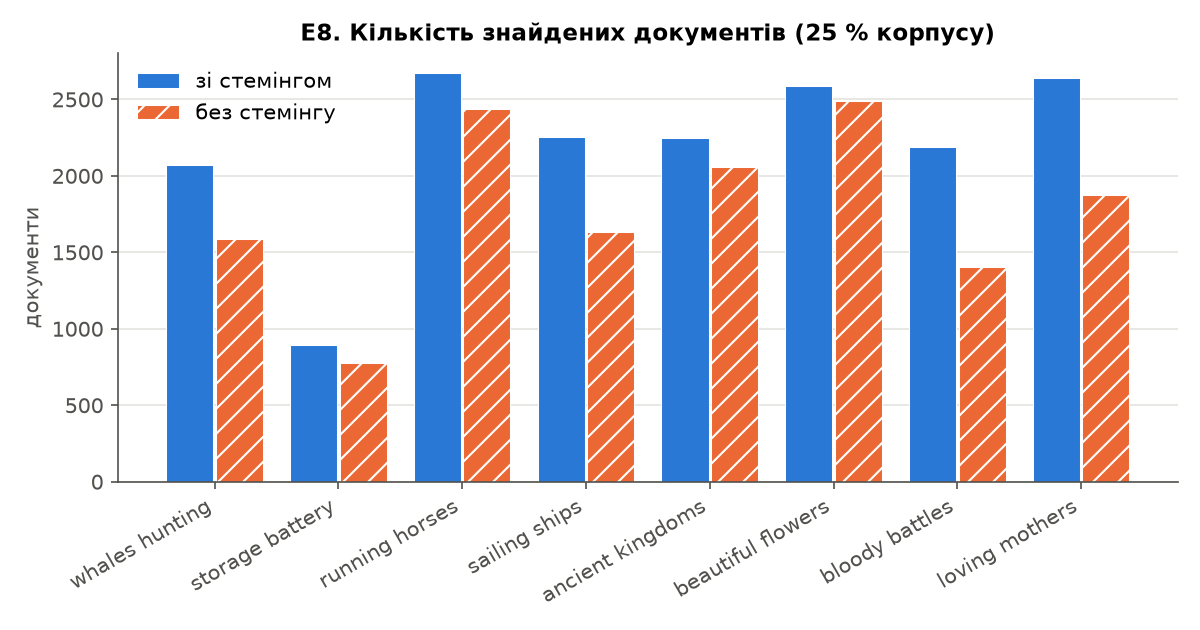 E8. Кількість знайдених документів (25 % корпусу)
зі стемінгом
без стемінгу
документи
2500
2000
1500
1000
500
0
whales hunting
storage battery
running horses
sailing ships
ancient kingdoms
beautiful flowers
bloody battles
loving mothers